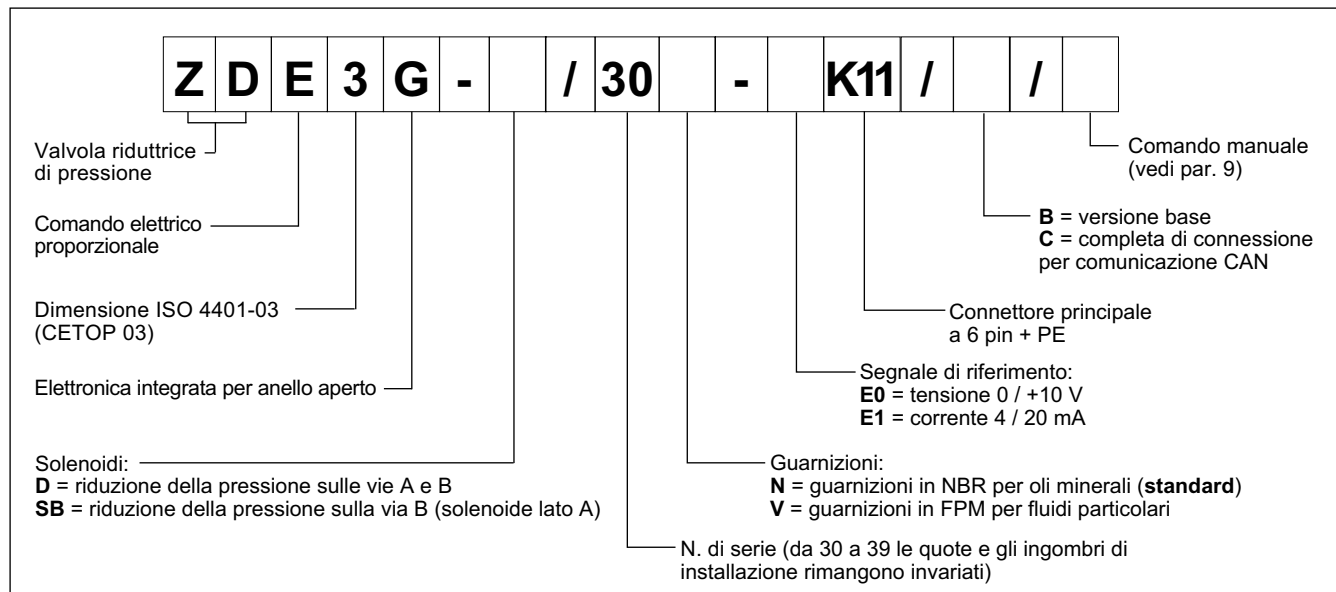 Z D E 3 G - / 30 - K11 / /
Valvola riduttrice
di pressione
Comando elettrico
proporzionale
Dimensione ISO 4401-03
(CETOP 03)
Elettronica integrata per anello aperto
Solenoidi:
D = riduzione della pressione sulle vie A e B
SB = riduzione della pressione sulla via B (solenoide lato A)
Comando manuale
(vedi par. 9)
B = versione base
C = completa di connessione
per comunicazione CAN
Connettore principale
a 6 pin + PE
Segnale di riferimento:
E0 = tensione 0 / +10 V
E1 = corrente 4 / 20 mA
Guarnizioni:
N = guarnizioni in NBR per oli minerali (standard)
V = guarnizioni in FPM per fluidi particolari
N. di serie (da 30 a 39 le quote e gli ingombri di
installazione rimangono invariati)